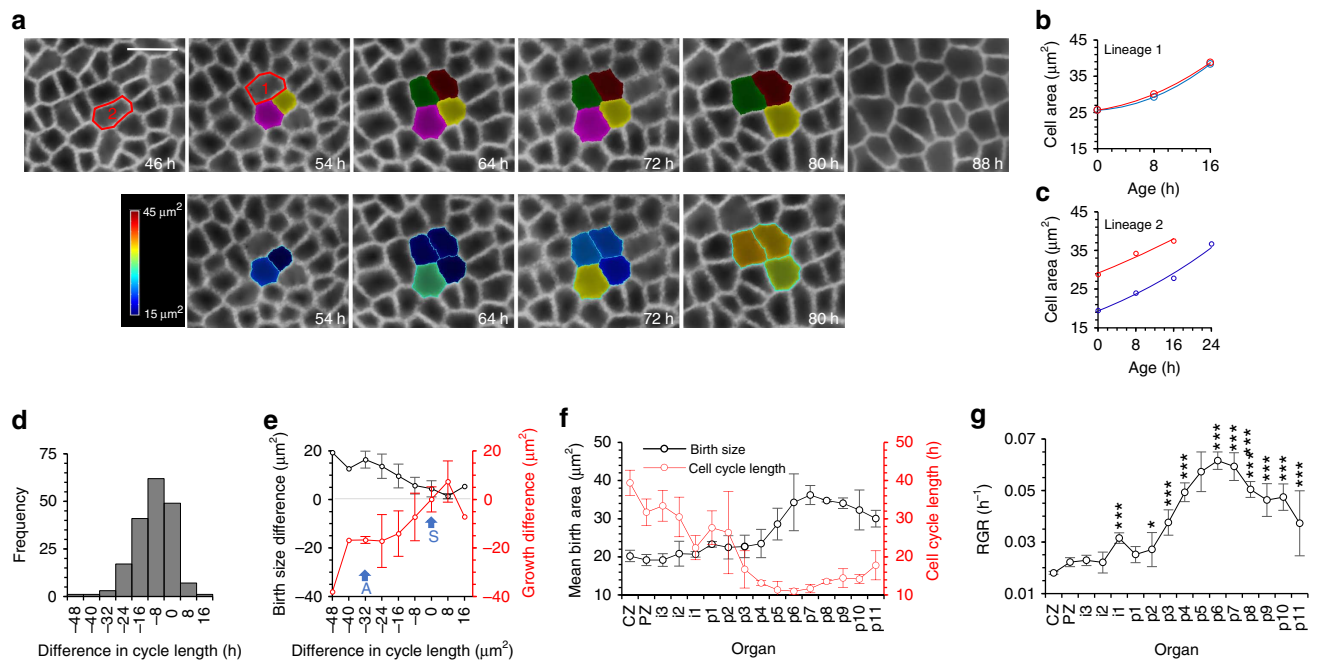 a
2
46 h
1
54 h
64 h
72 h
80 h
88 h
45 µm²
15 µm²
54 h
64 h
72 h
80 h
b
Cell area (µm²)
45
35
25
15
Lineage 1
0 8 16
Age (h)
c
Cell area (µm²)
45
35
25
15
Lineage 2
0 8 16 24
Age (h)
d
Frequency
75
50
25
0
−48 −40 −32 −24 −16 −8 0 8 16
Difference in cycle length (h)
e
Birth size difference (µm²)
20
0
−20
−40
A
S
20
0
−20
−40
Growth difference (µm²)
−48 −40 −32 −24 −16 −8 0 8 16
Difference in cycle length (µm²)
f
Mean birth area (µm²)
50
40
30
20
10
Birth size
Cell cycle length
50
40
30
20
10
Cell cycle length (h)
CZ PZ i3 i2 i1 p1 p2 p3 p4 p5 p6 p7 p8 p9 p10 p11
Organ
g
RGR (h⁻¹)
0.07
0.05
0.03
0.01
*** * *** *** *** *** *** *** *** *** ***
CZ PZ i3 i2 i1 p1 p2 p3 p4 p5 p6 p7 p8 p9 p10 p11
Organ